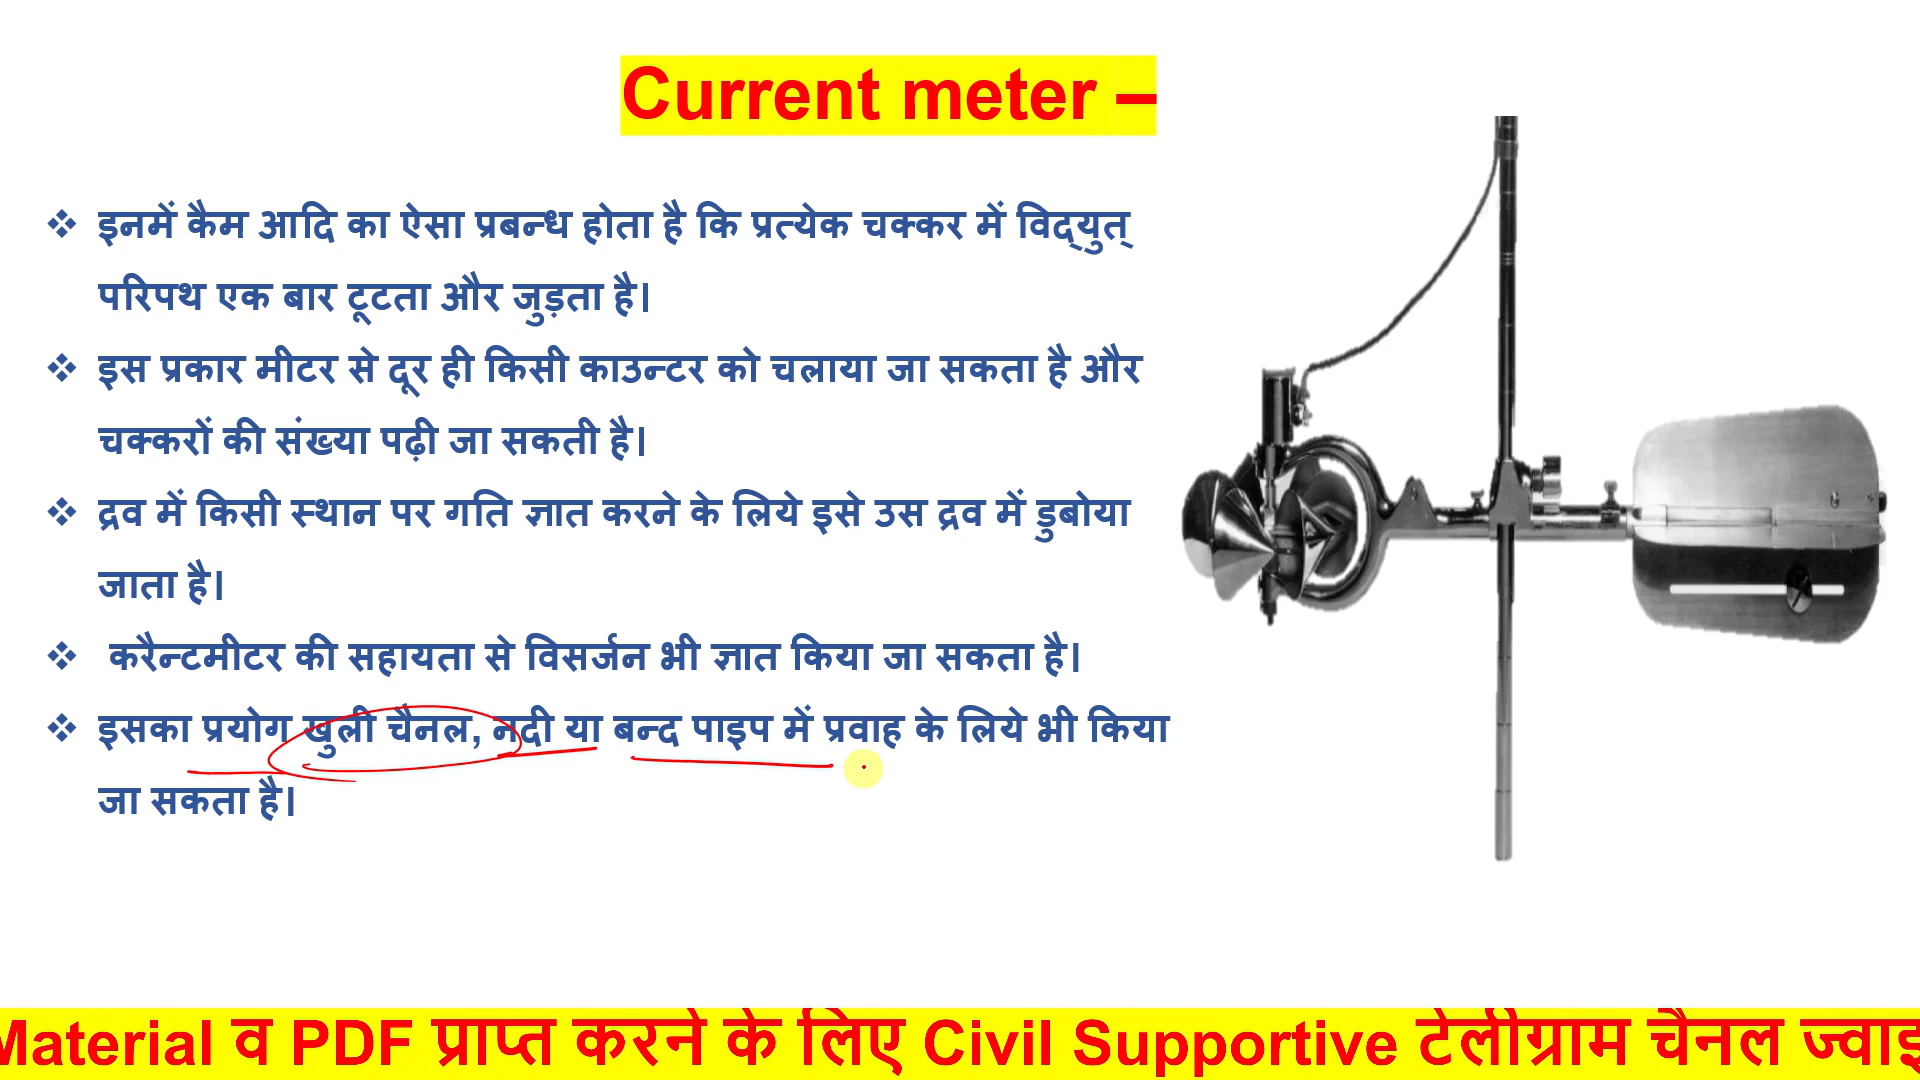 Current meter –
❖ इनमें कैम आदि का ऐसा प्रबन्ध होता है कि प्रत्येक चक्कर में विद्युत्
परिपथ एक बार टूटता और जुड़ता है।
❖ इस प्रकार मीटर से दूर ही किसी काउन्टर को चलाया जा सकता है और
चक्करों की संख्या पढ़ी जा सकती है।
❖ द्रव में किसी स्थान पर गति ज्ञात करने के लिये इसे उस द्रव में डुबोया
जाता है।
❖ करैन्टमीटर की सहायता से विसर्जन भी ज्ञात किया जा सकता है।
❖ इसका प्रयोग खुली चैनल, नदी या बन्द पाइप में प्रवाह के लिये भी किया
जा सकता है।
Material व PDF प्राप्त करने के लिए Civil Supportive टेलीग्राम चैनल